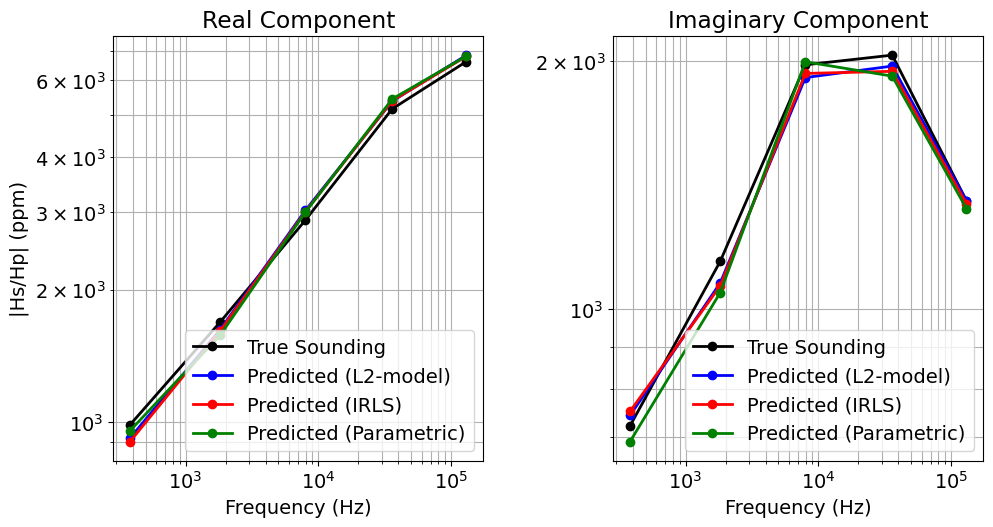 Real Component
Imaginary Component
|Hs/Hp| (ppm)
6 × 10³
4 × 10³
3 × 10³
2 × 10³
10³
True Sounding
Predicted (L2-model)
Predicted (IRLS)
Predicted (Parametric)
10³ 10⁴ 10⁵
Frequency (Hz)
2 × 10³
10³
True Sounding
Predicted (L2-model)
Predicted (IRLS)
Predicted (Parametric)
10³ 10⁴ 10⁵
Frequency (Hz)